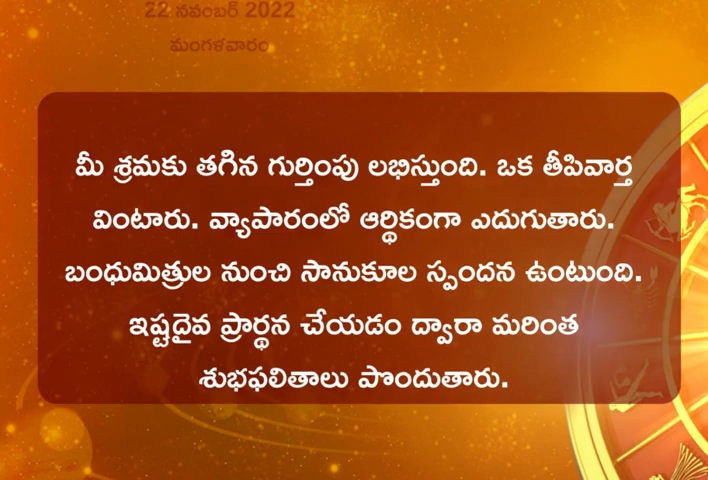 22 నవంబర్ 2022
మంగళవారం
మీ శ్రమకు తగిన గుర్తింపు లభిస్తుంది. ఒక తీపివార్త
వింటారు. వ్యాపారంలో ఆర్థికంగా ఎదుగుతారు.
బంధుమిత్రుల నుంచి సానుకూల స్పందన ఉంటుంది.
ఇష్టదైవ ప్రార్థన చేయడం ద్వారా మరింత
శుభఫలితాలు పొందుతారు.